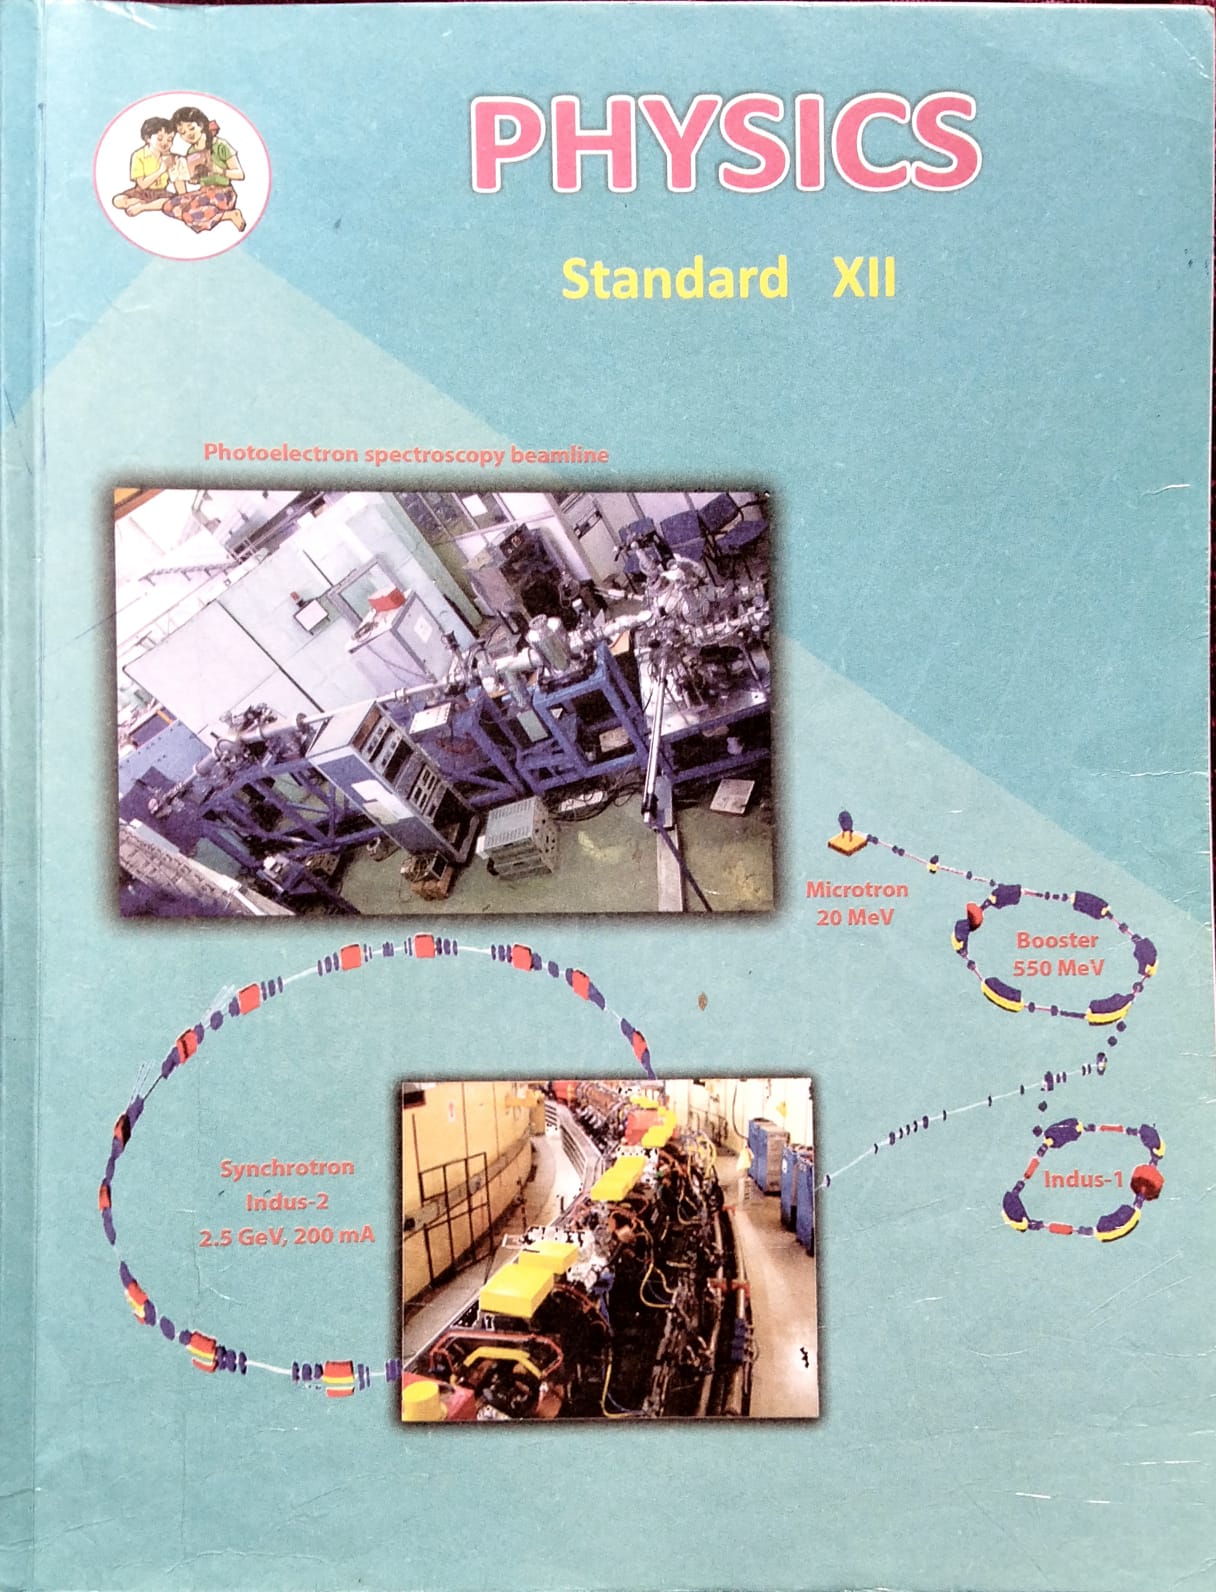 PHYSICS
Standard XII
Photoelectron spectroscopy beamline
Microtron
20 MeV
Booster
550 MeV
Synchrotron
Indus-2
2.5 GeV, 200 mA
Indus-1